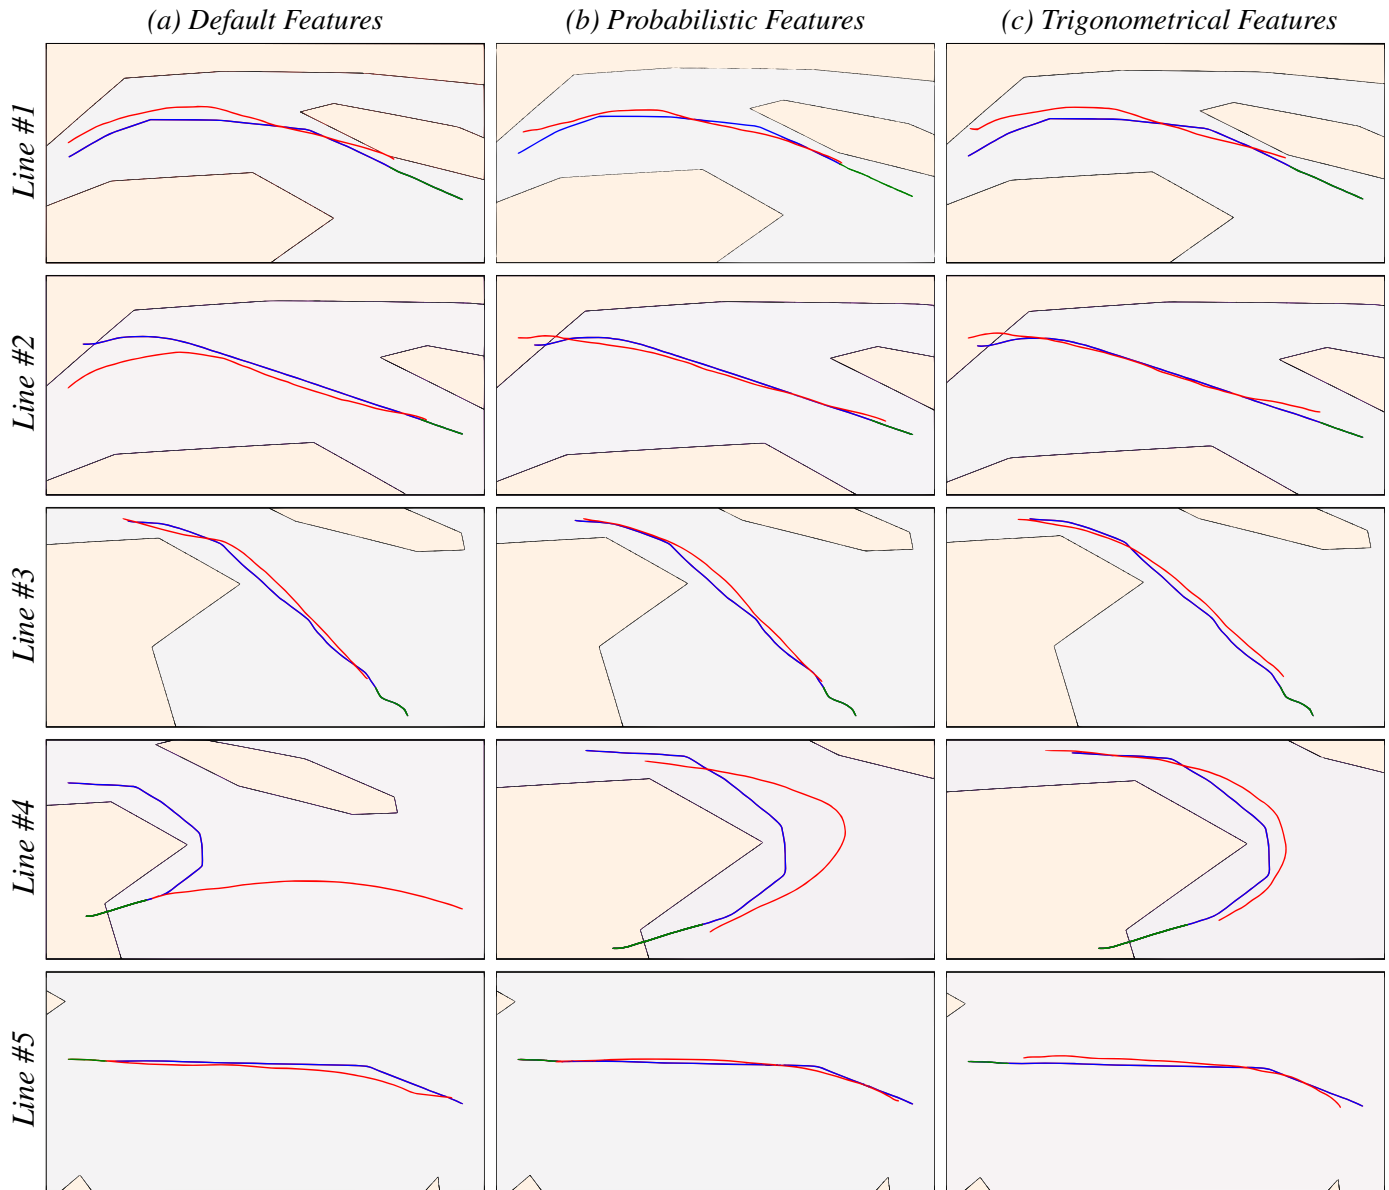 (a) Default Features
(b) Probabilistic Features
(c) Trigonometrical Features
Line #1
Line #2
Line #3
Line #4
Line #5